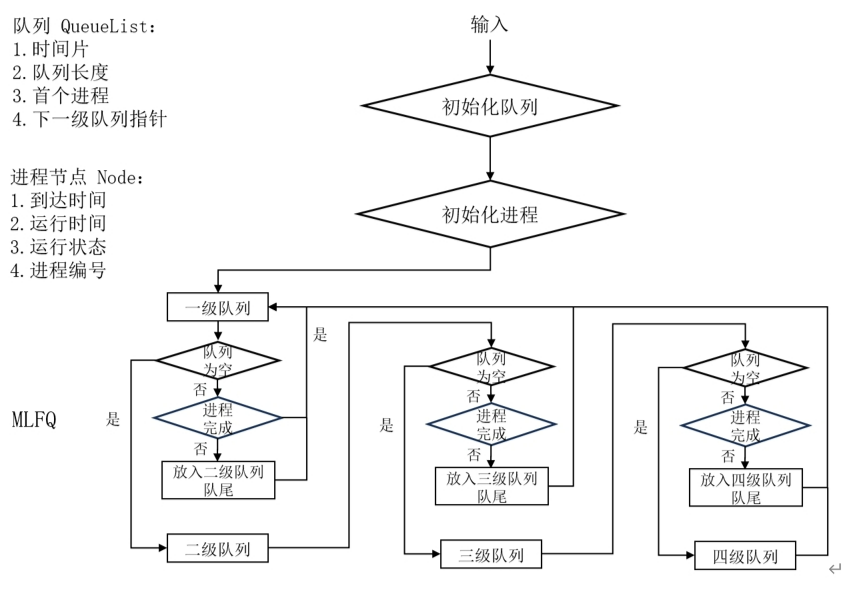 队列 QueueList:
1.时间片
2.队列长度
3.首个进程
4.下一级队列指针
进程节点 Node:
1.到达时间
2.运行时间
3.运行状态
4.进程编号
输入
初始化队列
初始化进程
MLFQ
一级队列
队列
为空
是
否
进程
完成
是
否
放入二级队列
队尾
二级队列
队列
为空
是
否
进程
完成
否
放入三级队列
队尾
三级队列
队列
为空
是
否
进程
完成
否
放入四级队列
队尾
四级队列